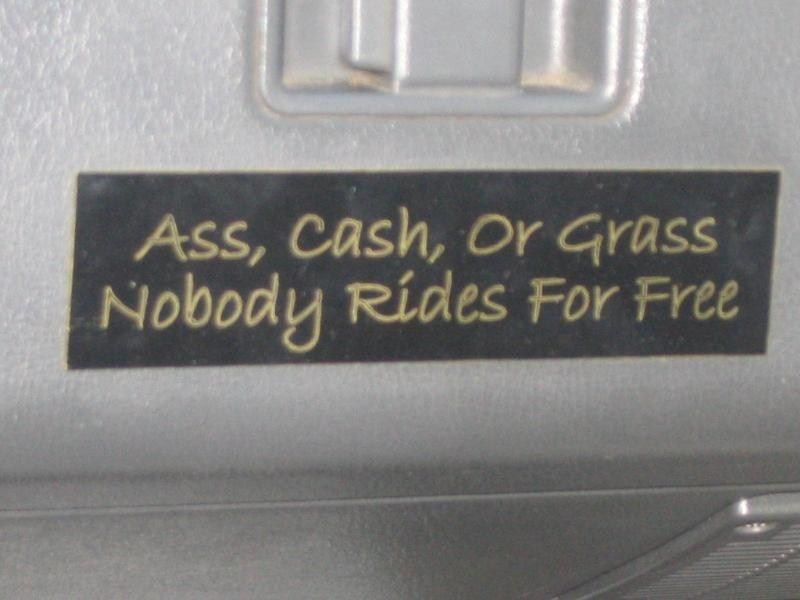 Ass, Cash, Or Grass
Nobody Rides For Free